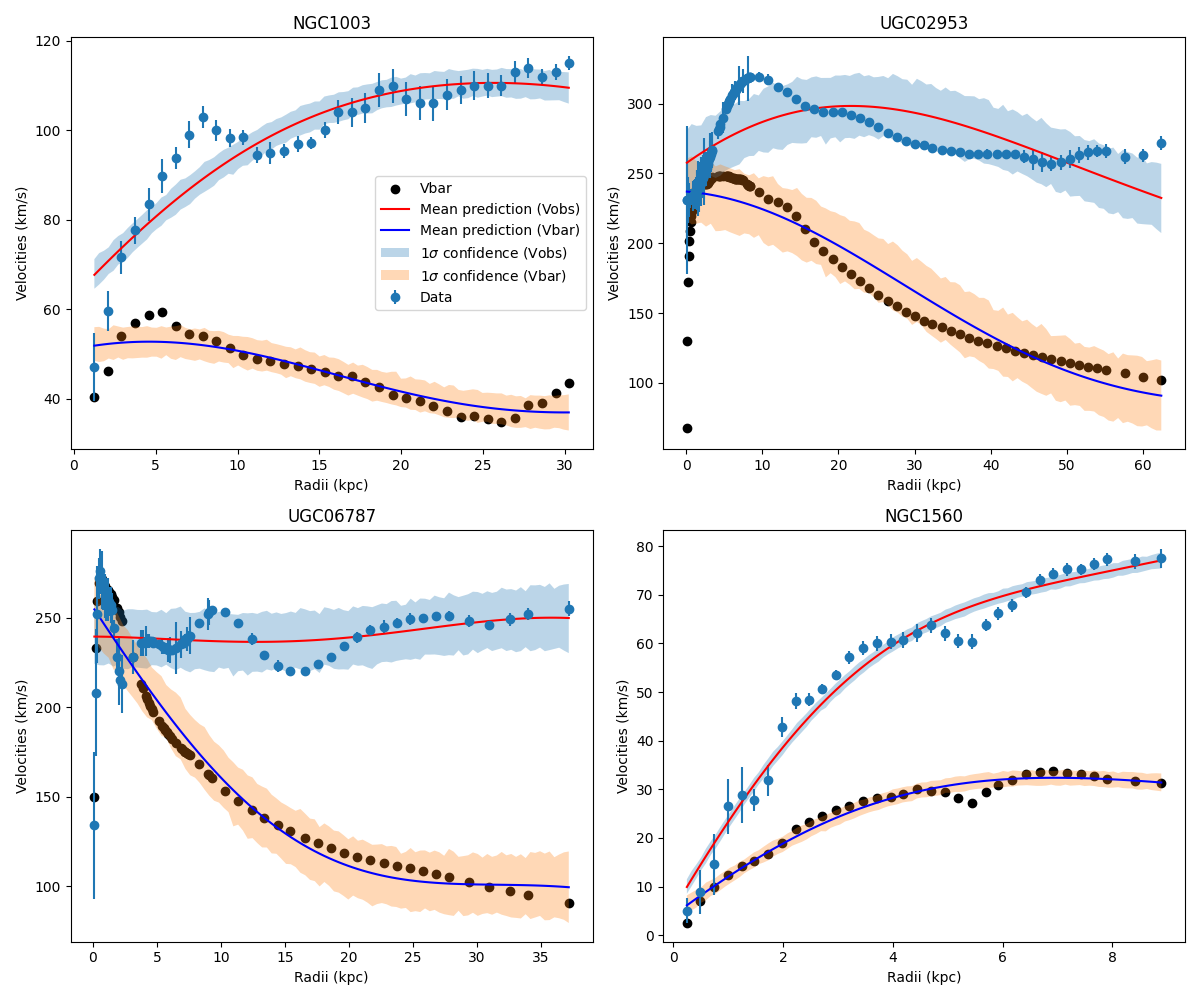 NGC1003
120
100
80
60
40
Velocities (km/s)
0 5 10 15 20 25 30
Radii (kpc)
Vbar
Mean prediction (Vobs)
Mean prediction (Vbar)
1σ confidence (Vobs)
1σ confidence (Vbar)
Data
UGC02953
300
250
200
150
100
Velocities (km/s)
0 10 20 30 40 50 60
Radii (kpc)
UGC06787
250
200
150
100
Velocities (km/s)
0 5 10 15 20 25 30 35
Radii (kpc)
NGC1560
80
70
60
50
40
30
20
10
0
Velocities (km/s)
0 2 4 6 8
Radii (kpc)